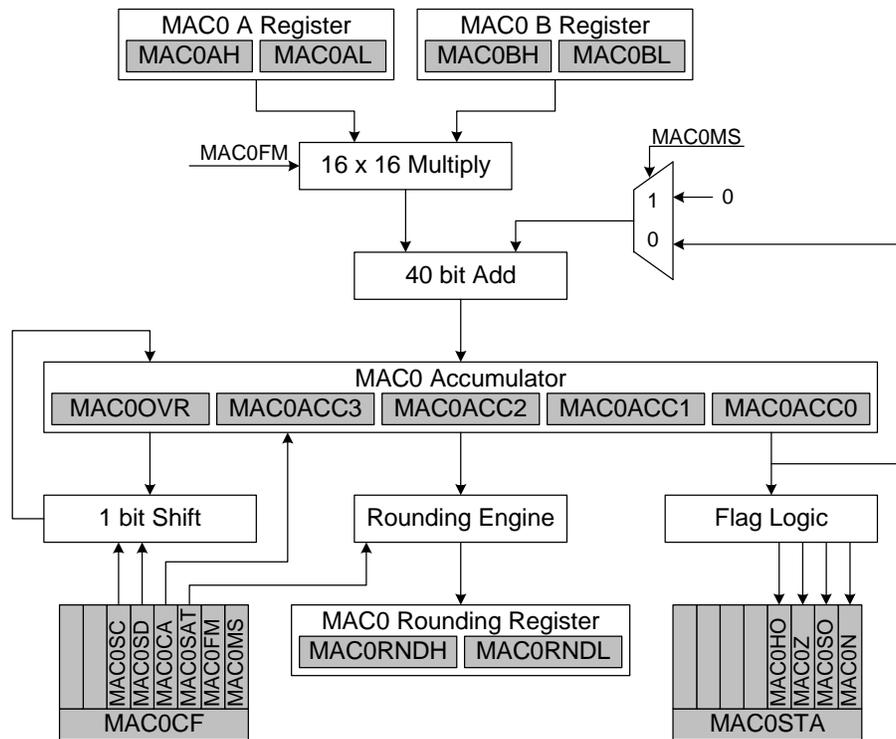 MAC0 A Register
MAC0AH MAC0AL
MAC0 B Register
MAC0BH MAC0BL
MAC0FM
16 x 16 Multiply
MAC0MS
1
0
0
40 bit Add
MAC0 Accumulator
MAC0OVR MAC0ACC3 MAC0ACC2 MAC0ACC1 MAC0ACC0
1 bit Shift
Rounding Engine
Flag Logic
MAC0SC
MAC0SD
MAC0CA
MAC0SAT
MAC0FM
MAC0MS
MAC0CF
MAC0 Rounding Register
MAC0RNDH MAC0RNDL
MAC0HO
MAC0Z
MAC0SO
MAC0N
MAC0STA